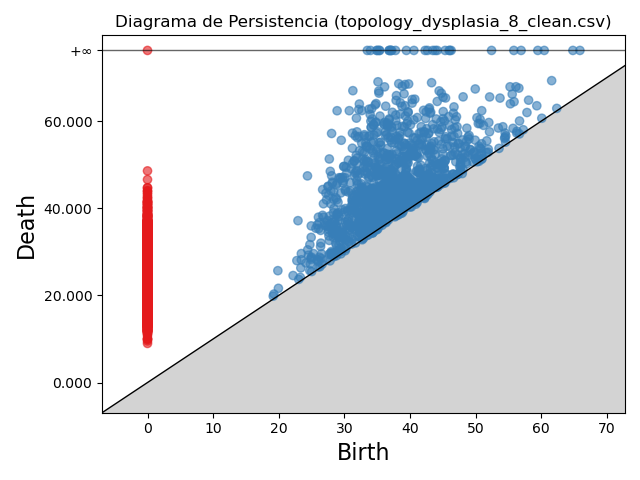 Diagrama de Persistencia (topology_dysplasia_8_clean.csv)
+∞
60.000
40.000
20.000
0.000
Death
0 10 20 30 40 50 60 70
Birth